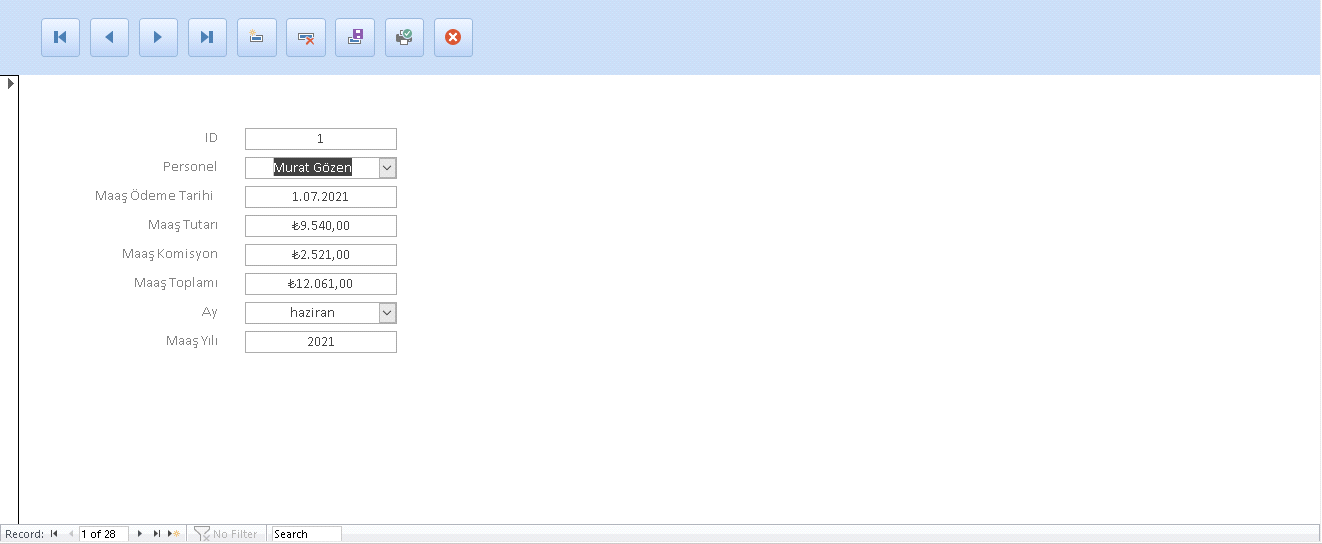 ID 1
Personel Murat Gözen
Maaş Ödeme Tarihi 1.07.2021
Maaş Tutarı ₺9.540,00
Maaş Komisyon ₺2.521,00
Maaş Toplamı ₺12.061,00
Ay haziran
Maaş Yılı 2021
Record: 1 of 28 No Filter Search